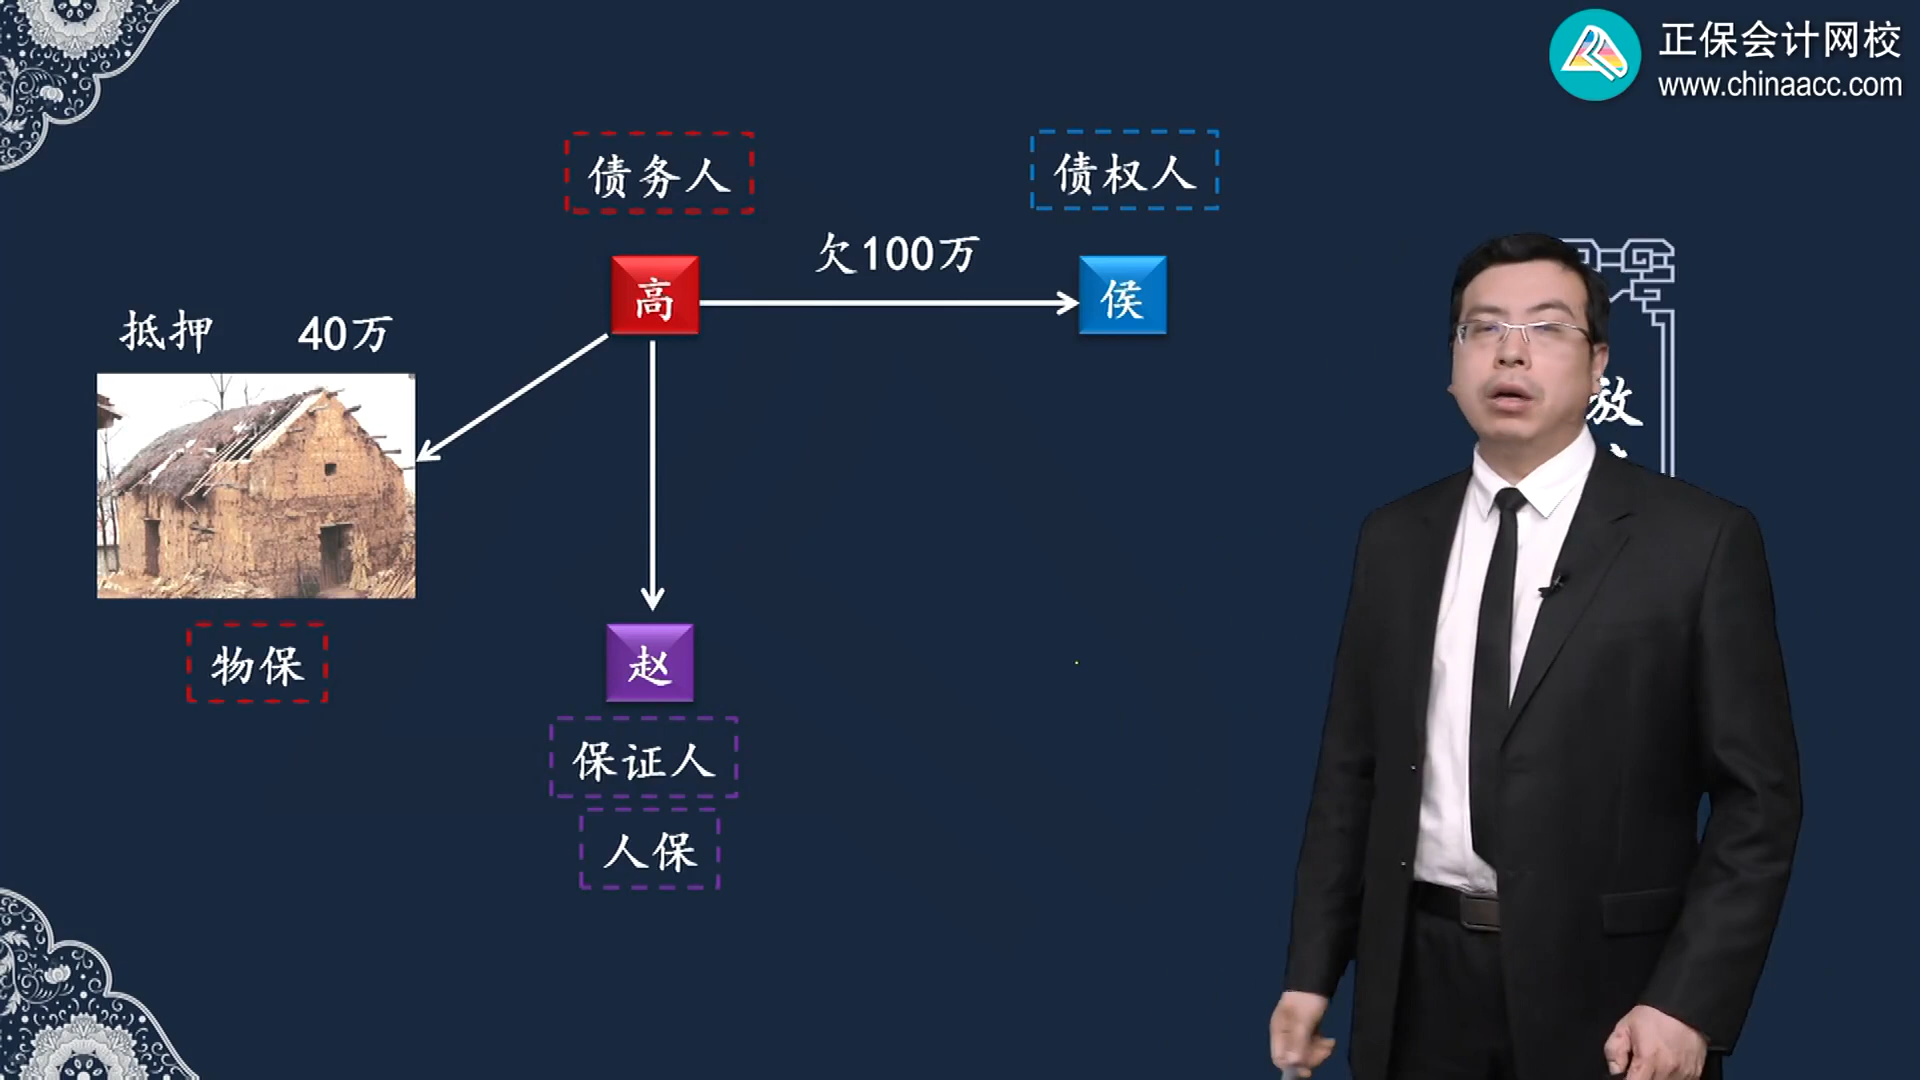 正保会计网校
www.chinaacc.com
债务人
债权人
欠100万
高
侯
抵押
40万
放
物保
赵
保证人
人保